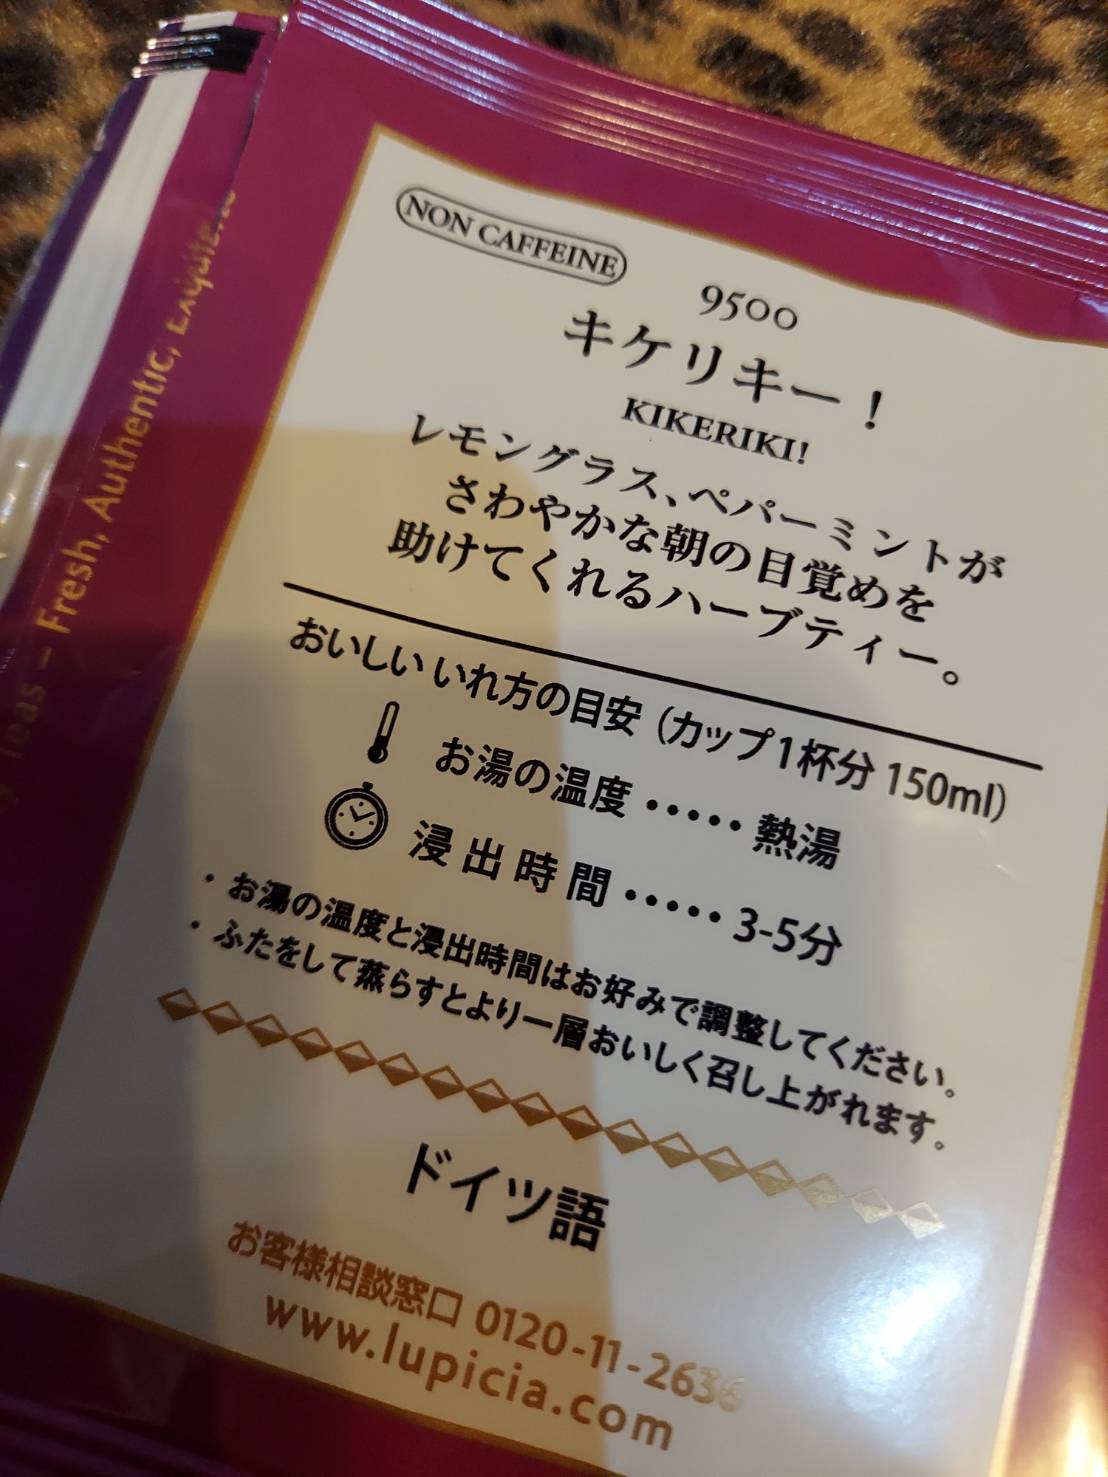 NON CAFFEINE
9500
キケリキー！
KIKERIKI!
レモングラス、ペパーミントが
さわやかな朝の目覚めを
助けてくれるハーブティー。
おいしい いれ方の目安（カップ1杯分 150ml）
お湯の温度 ・・・・・ 熱湯
浸出時間 ・・・・・ 3-5分
・お湯の温度と浸出時間はお好みで調整してください。
・ふたをして蒸らすとより一層おいしく召し上がれます。
ドイツ語
お客様相談窓口 0120-11-2636
www.lupicia.com
Teas – Fresh, Authentic,